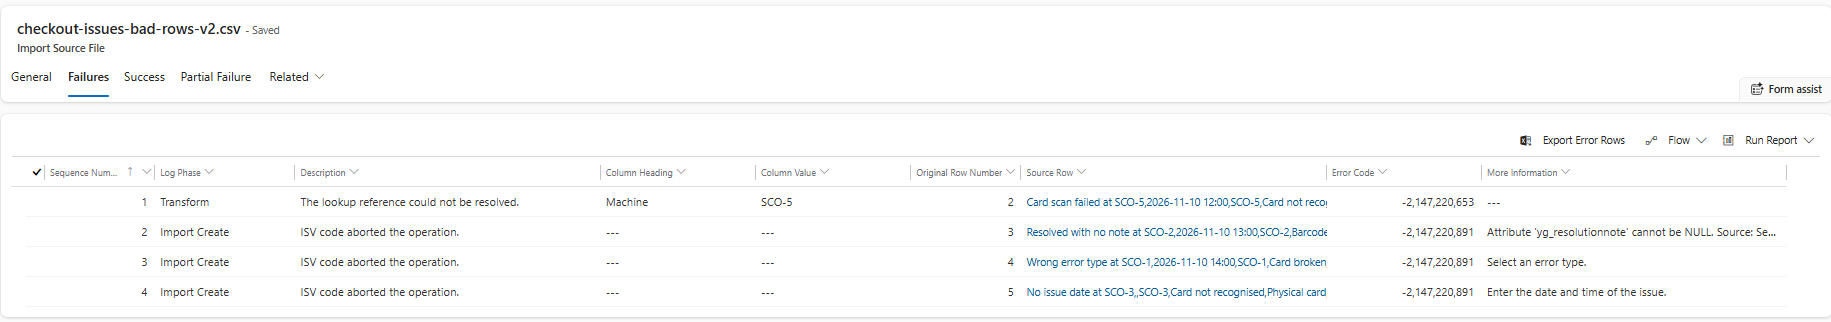 checkout-issues-bad-rows-v2.csv - Saved
Import Source File
General Failures Success Partial Failure Related
Form assist
Export Error Rows Flow Run Report
Sequence Num... Log Phase Description Column Heading Column Value Original Row Number Source Row Error Code More Information
1 Transform The lookup reference could not be resolved. Machine SCO-5 2 Card scan failed at SCO-5,2026-11-10 12:00,SCO-5,Card not recog -2,147,220,653 ---
2 Import Create ISV code aborted the operation. --- --- 3 Resolved with no note at SCO-2,2026-11-10 13:00,SCO-2,Barcode -2,147,220,891 Attribute 'yg_resolutionnote' cannot be NULL. Source: Se...
3 Import Create ISV code aborted the operation. --- --- 4 Wrong error type at SCO-1,2026-11-10 14:00,SCO-1,Card broken, -2,147,220,891 Select an error type.
4 Import Create ISV code aborted the operation. --- --- 5 No issue date at SCO-3,,SCO-3,Card not recognised,Physical card -2,147,220,891 Enter the date and time of the issue.